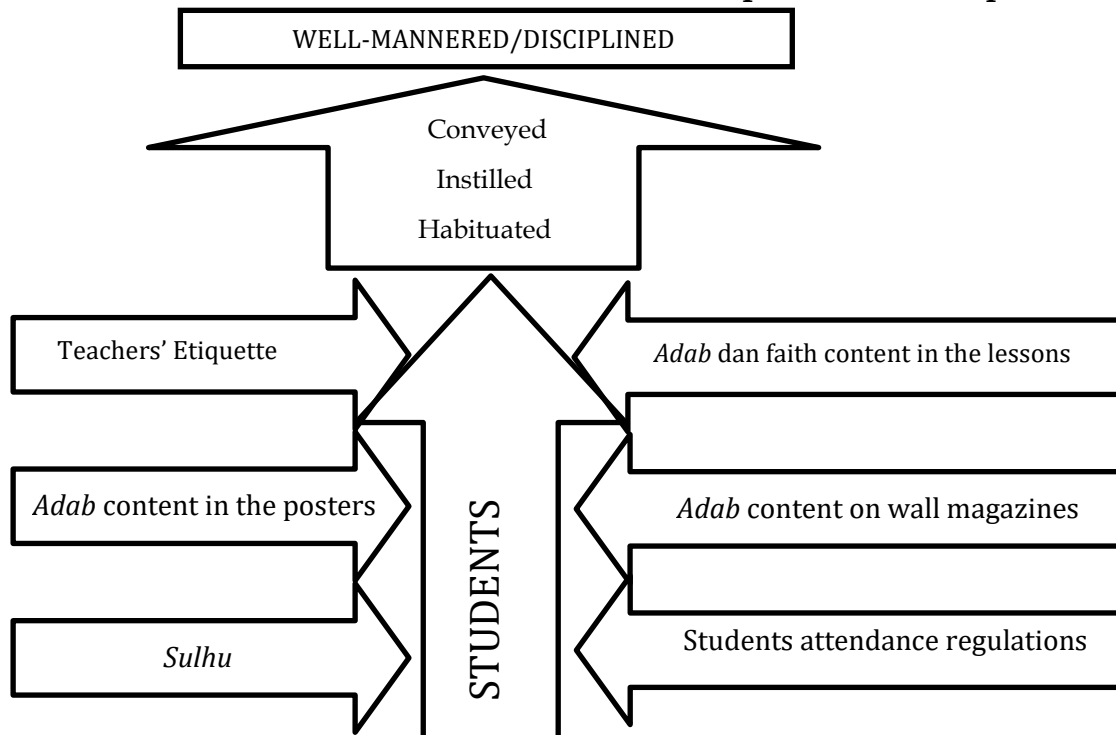 WELL-MANNERED/DISCIPLINED
Conveyed
Instilled
Habituated
Teachers’ Etiquette
Adab dan faith content in the lessons
Adab content in the posters
Adab content on wall magazines
STUDENTS
Sulhu
Students attendance regulations